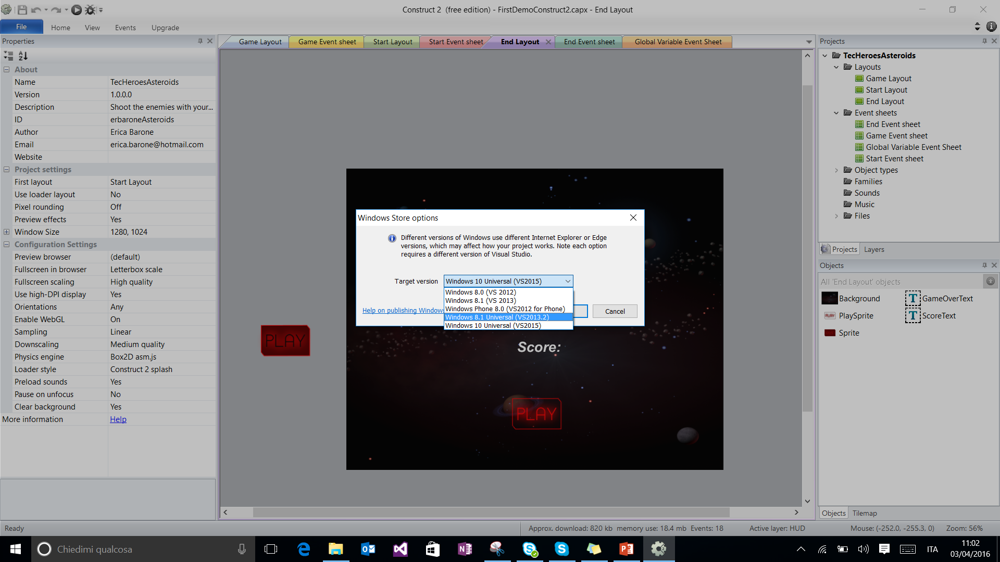 Construct 2  (free edition) - FirstDemoConstruct2.capx - End Layout
File Home View Events Upgrade
Properties
About
Name TecHeroesAsteroids
Version 1.0.0.0
Description Shoot the enemies with your...
ID erbaroneAsteroids
Author Erica Barone
Email erica.barone@hotmail.com
Website
Project settings
First layout Start Layout
Use loader layout No
Pixel rounding Off
Preview effects Yes
Window Size 1280, 1024
Configuration Settings
Preview browser (default)
Fullscreen in browser Letterbox scale
Fullscreen scaling High quality
Use high-DPI display Yes
Orientations Any
Enable WebGL On
Sampling Linear
Downscaling Medium quality
Physics engine Box2D asm.js
Loader style Construct 2 splash
Preload sounds Yes
Pause on unfocus No
Clear background Yes
More information Help
Game Layout Game Event sheet Start Layout Start Event sheet End Layout End Event sheet Global Variable Event Sheet
Windows Store options
Different versions of Windows use different Internet Explorer or Edge
versions, which may affect how your project works. Note each option
requires a different version of Visual Studio.
Target version Windows 10 Universal (VS2015)
Windows 8.0 (VS 2012)
Windows 8.1 (VS 2013)
Windows Phone 8.0 (VS2012 for Phone)
Windows 8.1 Universal (VS2013.2)
Windows 10 Universal (VS2015)
Help on publishing Windows
Cancel
PLAY
Score:
PLAY
Projects
TecHeroesAsteroids
Layouts
Game Layout
Start Layout
End Layout
Event sheets
End Event sheet
Game Event sheet
Global Variable Event Sheet
Start Event sheet
Object types
Families
Sounds
Music
Files
Projects Layers
Objects
All 'End Layout' objects
Background GameOverText
PlaySprite ScoreText
Sprite
Objects Tilemap
Ready Approx. download: 820 kb  memory use: 18.4 mb  Events: 18 Active layer: HUD Mouse: (-252.0, -255.3, 0) Zoom: 56%
Chiedimi qualcosa
ITA
11:02
03/04/2016